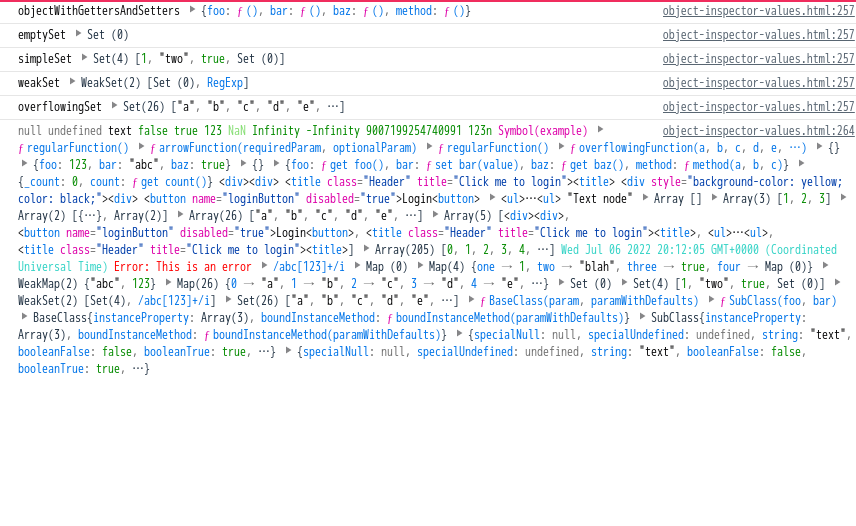 objectWithGettersAndSetters ▶ {foo: ƒ (), bar: ƒ (), baz: ƒ (), method: ƒ ()} object-inspector-values.html:257
emptySet ▶ Set (0) object-inspector-values.html:257
simpleSet ▶ Set(4) [1, "two", true, Set (0)] object-inspector-values.html:257
weakSet ▶ WeakSet(2) [Set (0), RegExp] object-inspector-values.html:257
overflowingSet ▶ Set(26) ["a", "b", "c", "d", "e", …] object-inspector-values.html:257
null undefined text false true 123 NaN Infinity -Infinity 9007199254740991 123n Symbol(example) ▶ object-inspector-values.html:264
ƒ regularFunction() ▶ ƒ arrowFunction(requiredParam, optionalParam) ▶ ƒ regularFunction() ▶ ƒ overflowingFunction(a, b, c, d, e, …) ▶ {}
▶ {foo: 123, bar: "abc", baz: true} ▶ {} ▶ {foo: ƒ get foo(), bar: ƒ set bar(value), baz: ƒ get baz(), method: ƒ method(a, b, c)} ▶
{_count: 0, count: ƒ get count()} <div><div> <title class="Header" title="Click me to login"><title> <div style="background-color: yellow;
color: black;"><div> <button name="loginButton" disabled="true">Login<button> ▶ <ul>…<ul> "Text node" ▶ Array [] ▶ Array(3) [1, 2, 3] ▶
Array(2) [{…}, Array(2)] ▶ Array(26) ["a", "b", "c", "d", "e", …] ▶ Array(5) [<div><div>,
<button name="loginButton" disabled="true">Login<button>, <title class="Header" title="Click me to login"><title>, <ul>…<ul>,
<title class="Header" title="Click me to login"><title>] ▶ Array(205) [0, 1, 2, 3, 4, …] Wed Jul 06 2022 20:12:05 GMT+0000 (Coordinated
Universal Time) Error: This is an error ▶ /abc[123]+/i ▶ Map (0) ▶ Map(4) {one → 1, two → "blah", three → true, four → Map (0)} ▶
WeakMap(2) {"abc", 123} ▶ Map(26) {0 → "a", 1 → "b", 2 → "c", 3 → "d", 4 → "e", …} ▶ Set (0) ▶ Set(4) [1, "two", true, Set (0)] ▶
WeakSet(2) [Set(4), /abc[123]+/i] ▶ Set(26) ["a", "b", "c", "d", "e", …] ▶ ƒ BaseClass(param, paramWithDefaults) ▶ ƒ SubClass(foo, bar)
▶ BaseClass{instanceProperty: Array(3), boundInstanceMethod: ƒ boundInstanceMethod(paramWithDefaults)} ▶ SubClass{instanceProperty:
Array(3), boundInstanceMethod: ƒ boundInstanceMethod(paramWithDefaults)} ▶ {specialNull: null, specialUndefined: undefined, string: "text",
booleanFalse: false, booleanTrue: true, …} ▶ {specialNull: null, specialUndefined: undefined, string: "text", booleanFalse: false,
booleanTrue: true, …}